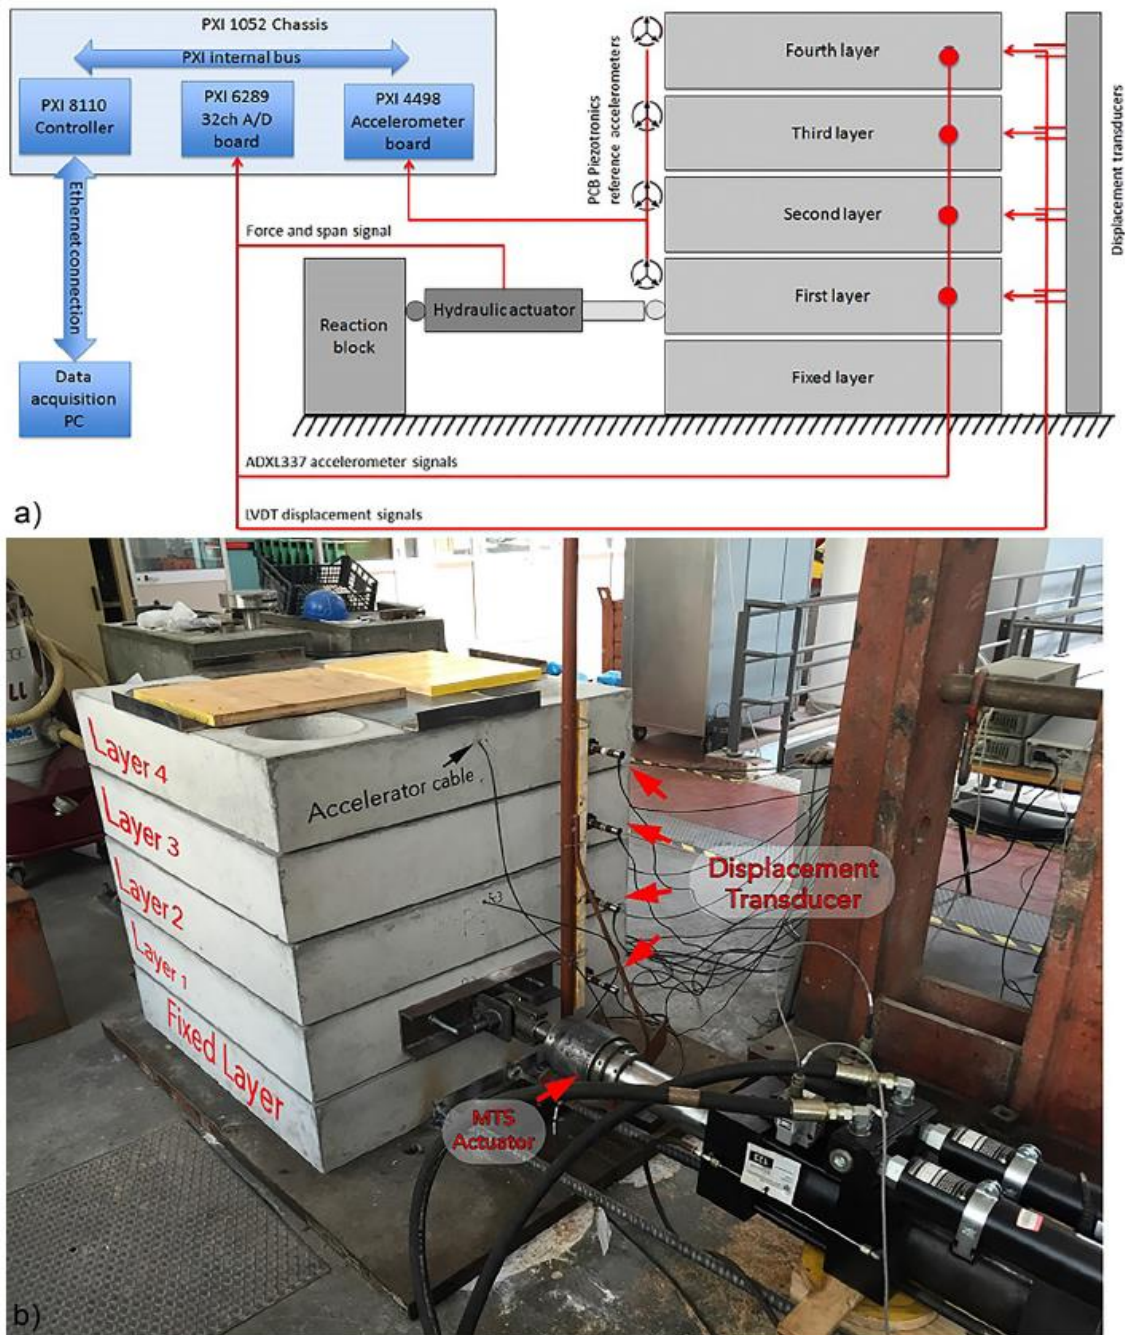 PXI 1052 Chassis
PXI internal bus
PXI 8110
Controller
PXI 6289
32ch A/D
board
PXI 4498
Accelerometer
board
Ethernet connection
Data
acquisition
PC
Force and span signal
Reaction
block
Hydraulic actuator
PCB Piezotronics
reference accelerometers
Fourth layer
Third layer
Second layer
First layer
Fixed layer
Displacement transducers
ADXL337 accelerometer signals
LVDT displacement signals
a)
Layer 4
Layer 3
Layer 2
Layer 1
Fixed Layer
Accelerator cable
Displacement
Transducer
MTS
Actuator
b)